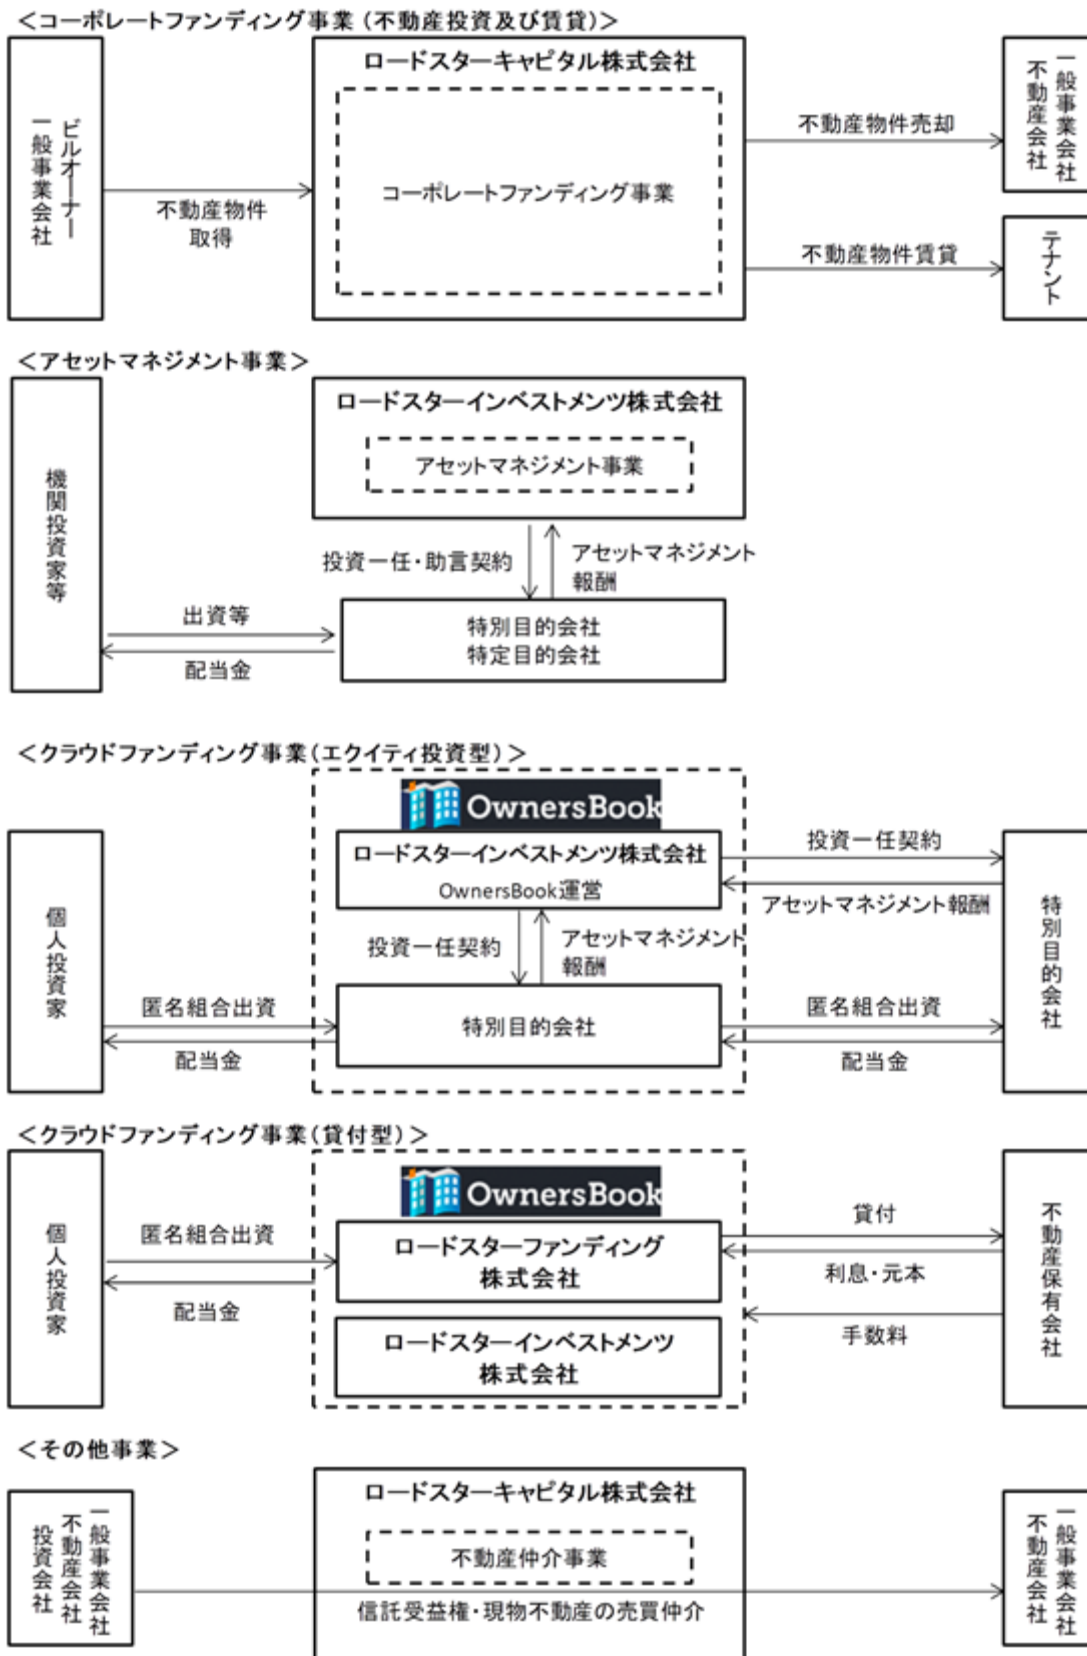 ＜コーポレートファンディング事業（不動産投資及び賃貸）＞
ビルオーナー
一般事業会社
不動産物件
取得
ロードスターキャピタル株式会社
コーポレートファンディング事業
不動産物件売却
一般事業会社
不動産会社
不動産物件賃貸
テナント
＜アセットマネジメント事業＞
機関投資家等
ロードスターインベストメンツ株式会社
アセットマネジメント事業
投資一任・助言契約
アセットマネジメント
報酬
出資等
配当金
特別目的会社
特定目的会社
＜クラウドファンディング事業（エクイティ投資型）＞
個人投資家
匿名組合出資
配当金
OwnersBook
ロードスターインベストメンツ株式会社
OwnersBook運営
投資一任契約
アセットマネジメント
報酬
特別目的会社
投資一任契約
アセットマネジメント報酬
匿名組合出資
配当金
特別目的会社
＜クラウドファンディング事業（貸付型）＞
個人投資家
匿名組合出資
配当金
OwnersBook
ロードスターファンディング
株式会社
ロードスターインベストメンツ
株式会社
貸付
利息・元本
手数料
不動産保有会社
＜その他事業＞
一般事業会社
不動産会社
投資会社
ロードスターキャピタル株式会社
不動産仲介事業
信託受益権・現物不動産の売買仲介
一般事業会社
不動産会社